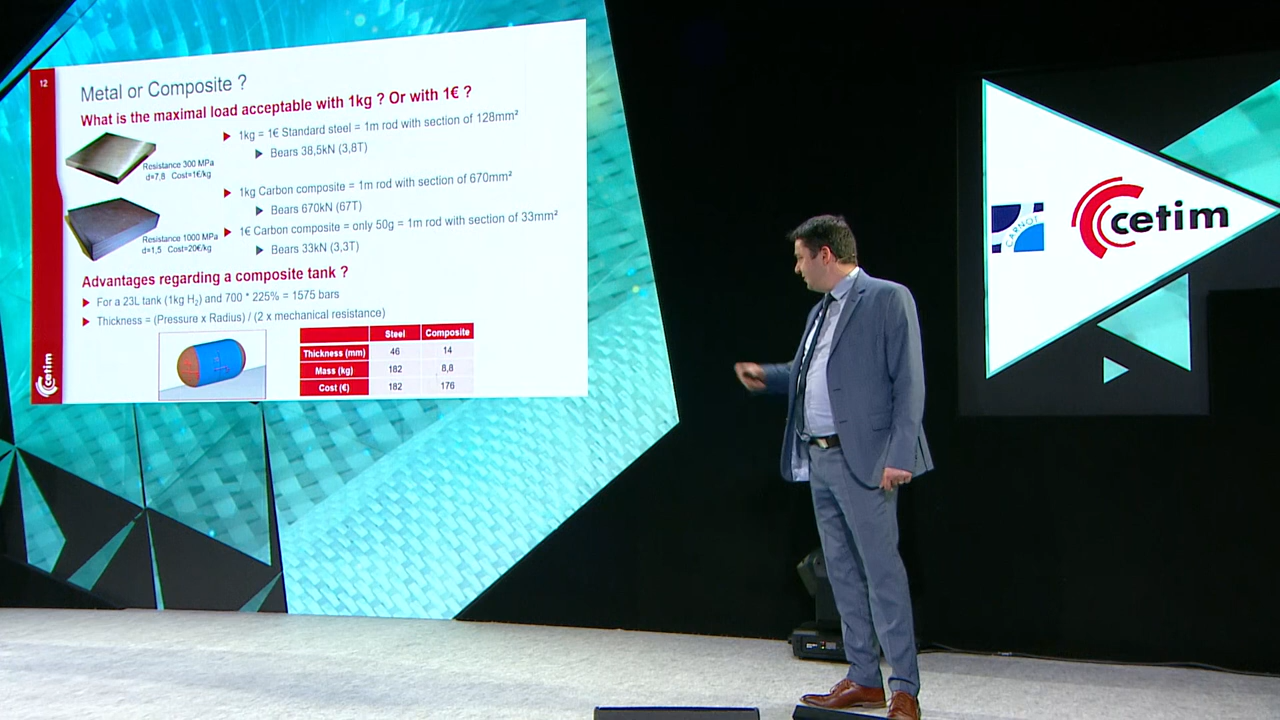 12
Metal or Composite ?
What is the maximal load acceptable with 1kg ? Or with 1€ ?
Resistance 300 MPa
d=7,8 Cost=1€/kg
1kg = 1€ Standard steel = 1m rod with section of 128mm²
Bears 38,5kN (3,8T)
1kg Carbon composite = 1m rod with section of 670mm²
Bears 670kN (67T)
Resistance 1000 MPa
d=1,5 Cost=20€/kg
1€ Carbon composite = only 50g = 1m rod with section of 33mm²
Bears 33kN (3,3T)
Advantages regarding a composite tank ?
For a 23L tank (1kg H₂) and 700 * 225% = 1575 bars
Thickness = (Pressure x Radius) / (2 x mechanical resistance)
Steel Composite
Thickness (mm) 46 14
Mass (kg) 182 8,8
Cost (€) 182 176
cetim
CARNOT
cetim